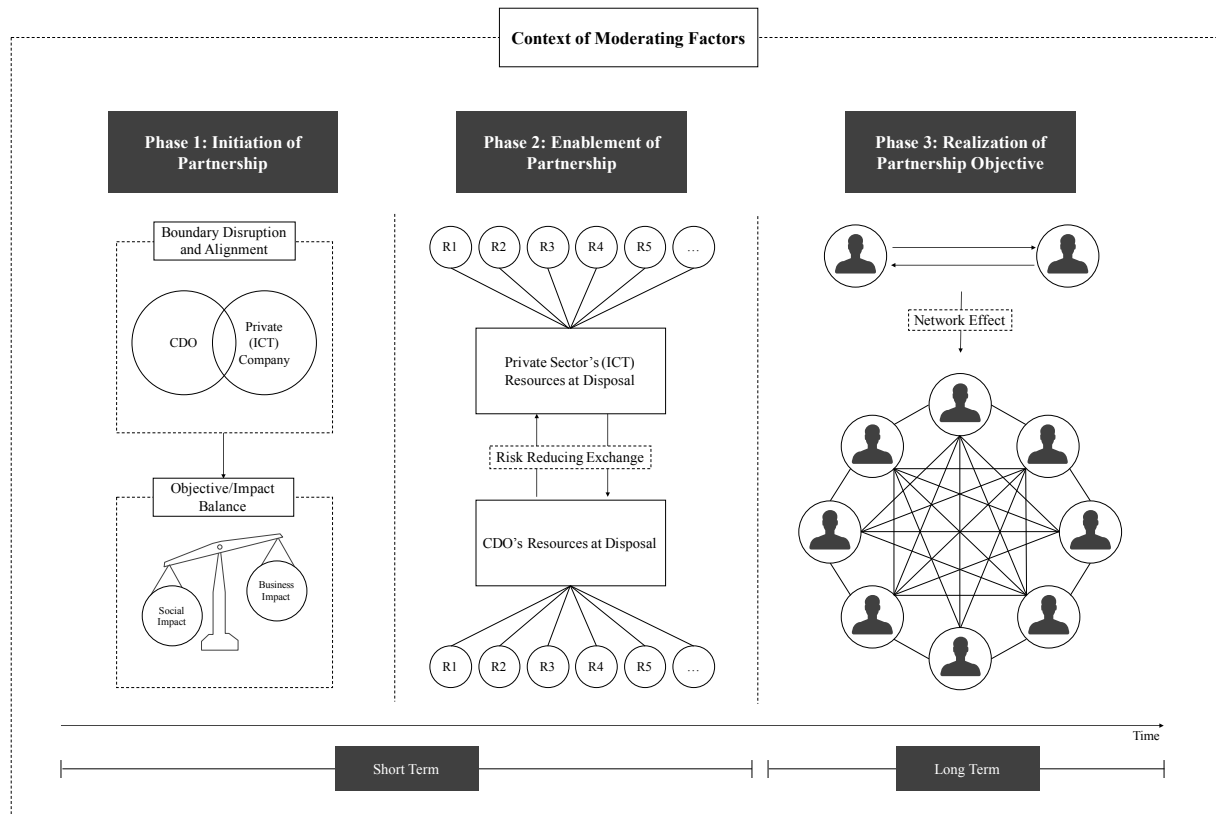 Context of Moderating Factors
Phase 1: Initiation of
Partnership
Phase 2: Enablement of
Partnership
Phase 3: Realization of
Partnership Objective
Boundary Disruption
and Alignment
CDO
Private
(ICT)
Company
Objective/Impact
Balance
Social
Impact
Business
Impact
R1
R2
R3
R4
R5
…
Private Sector’s (ICT)
Resources at Disposal
Risk Reducing Exchange
CDO’s Resources at Disposal
R1
R2
R3
R4
R5
…
Network Effect
Time
Short Term
Long Term